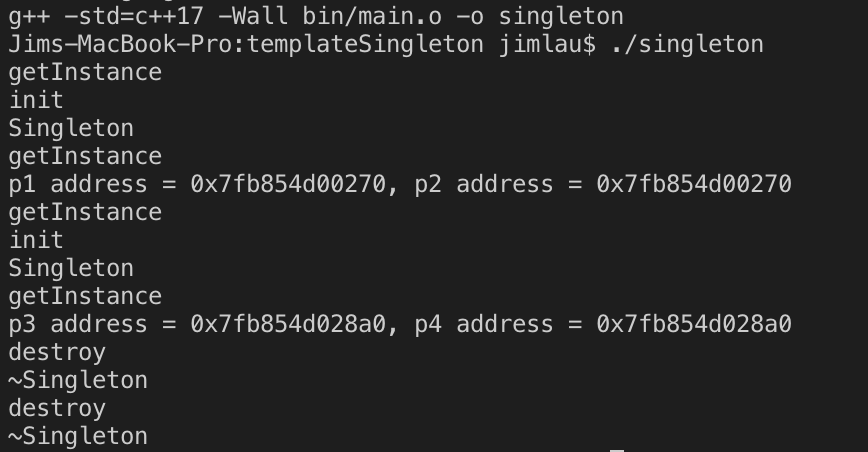 g++ -std=c++17 -Wall bin/main.o -o singleton
Jims-MacBook-Pro:templateSingleton jimlau$ ./singleton
getInstance
init
Singleton
getInstance
p1 address = 0x7fb854d00270, p2 address = 0x7fb854d00270
getInstance
init
Singleton
getInstance
p3 address = 0x7fb854d028a0, p4 address = 0x7fb854d028a0
destroy
~Singleton
destroy
~Singleton